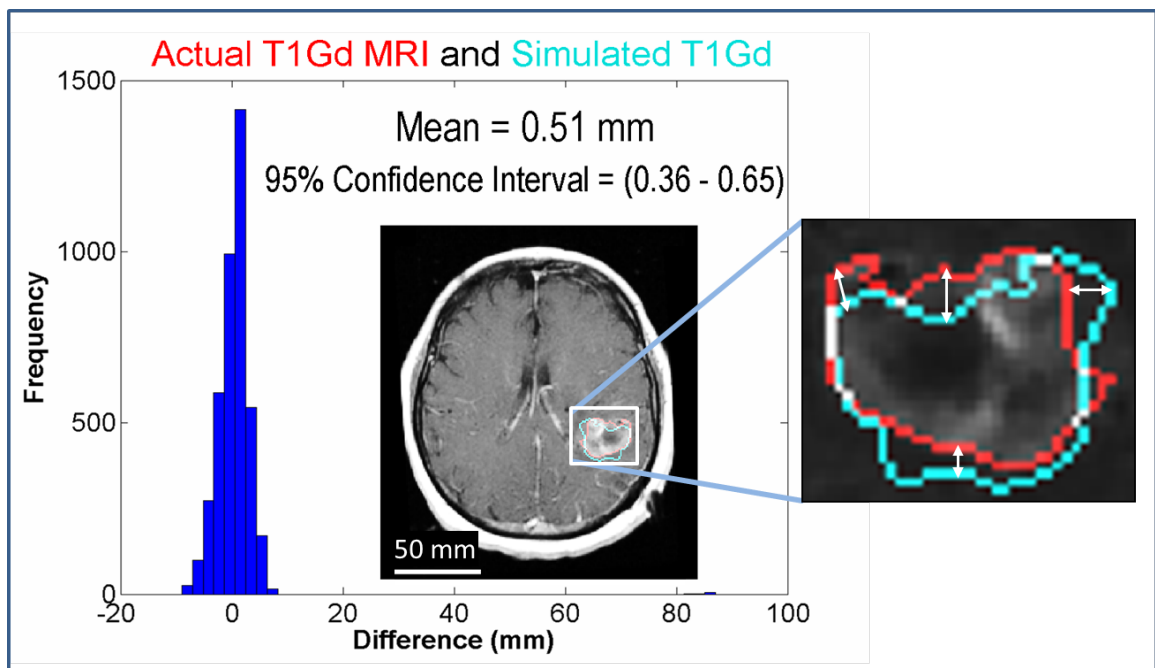 Actual T1Gd MRI and Simulated T1Gd
1500
Mean = 0.51 mm
95% Confidence Interval = (0.36 - 0.65)
1000
Frequency
500
50 mm
0
-20
0
20
40
60
80
100
Difference (mm)